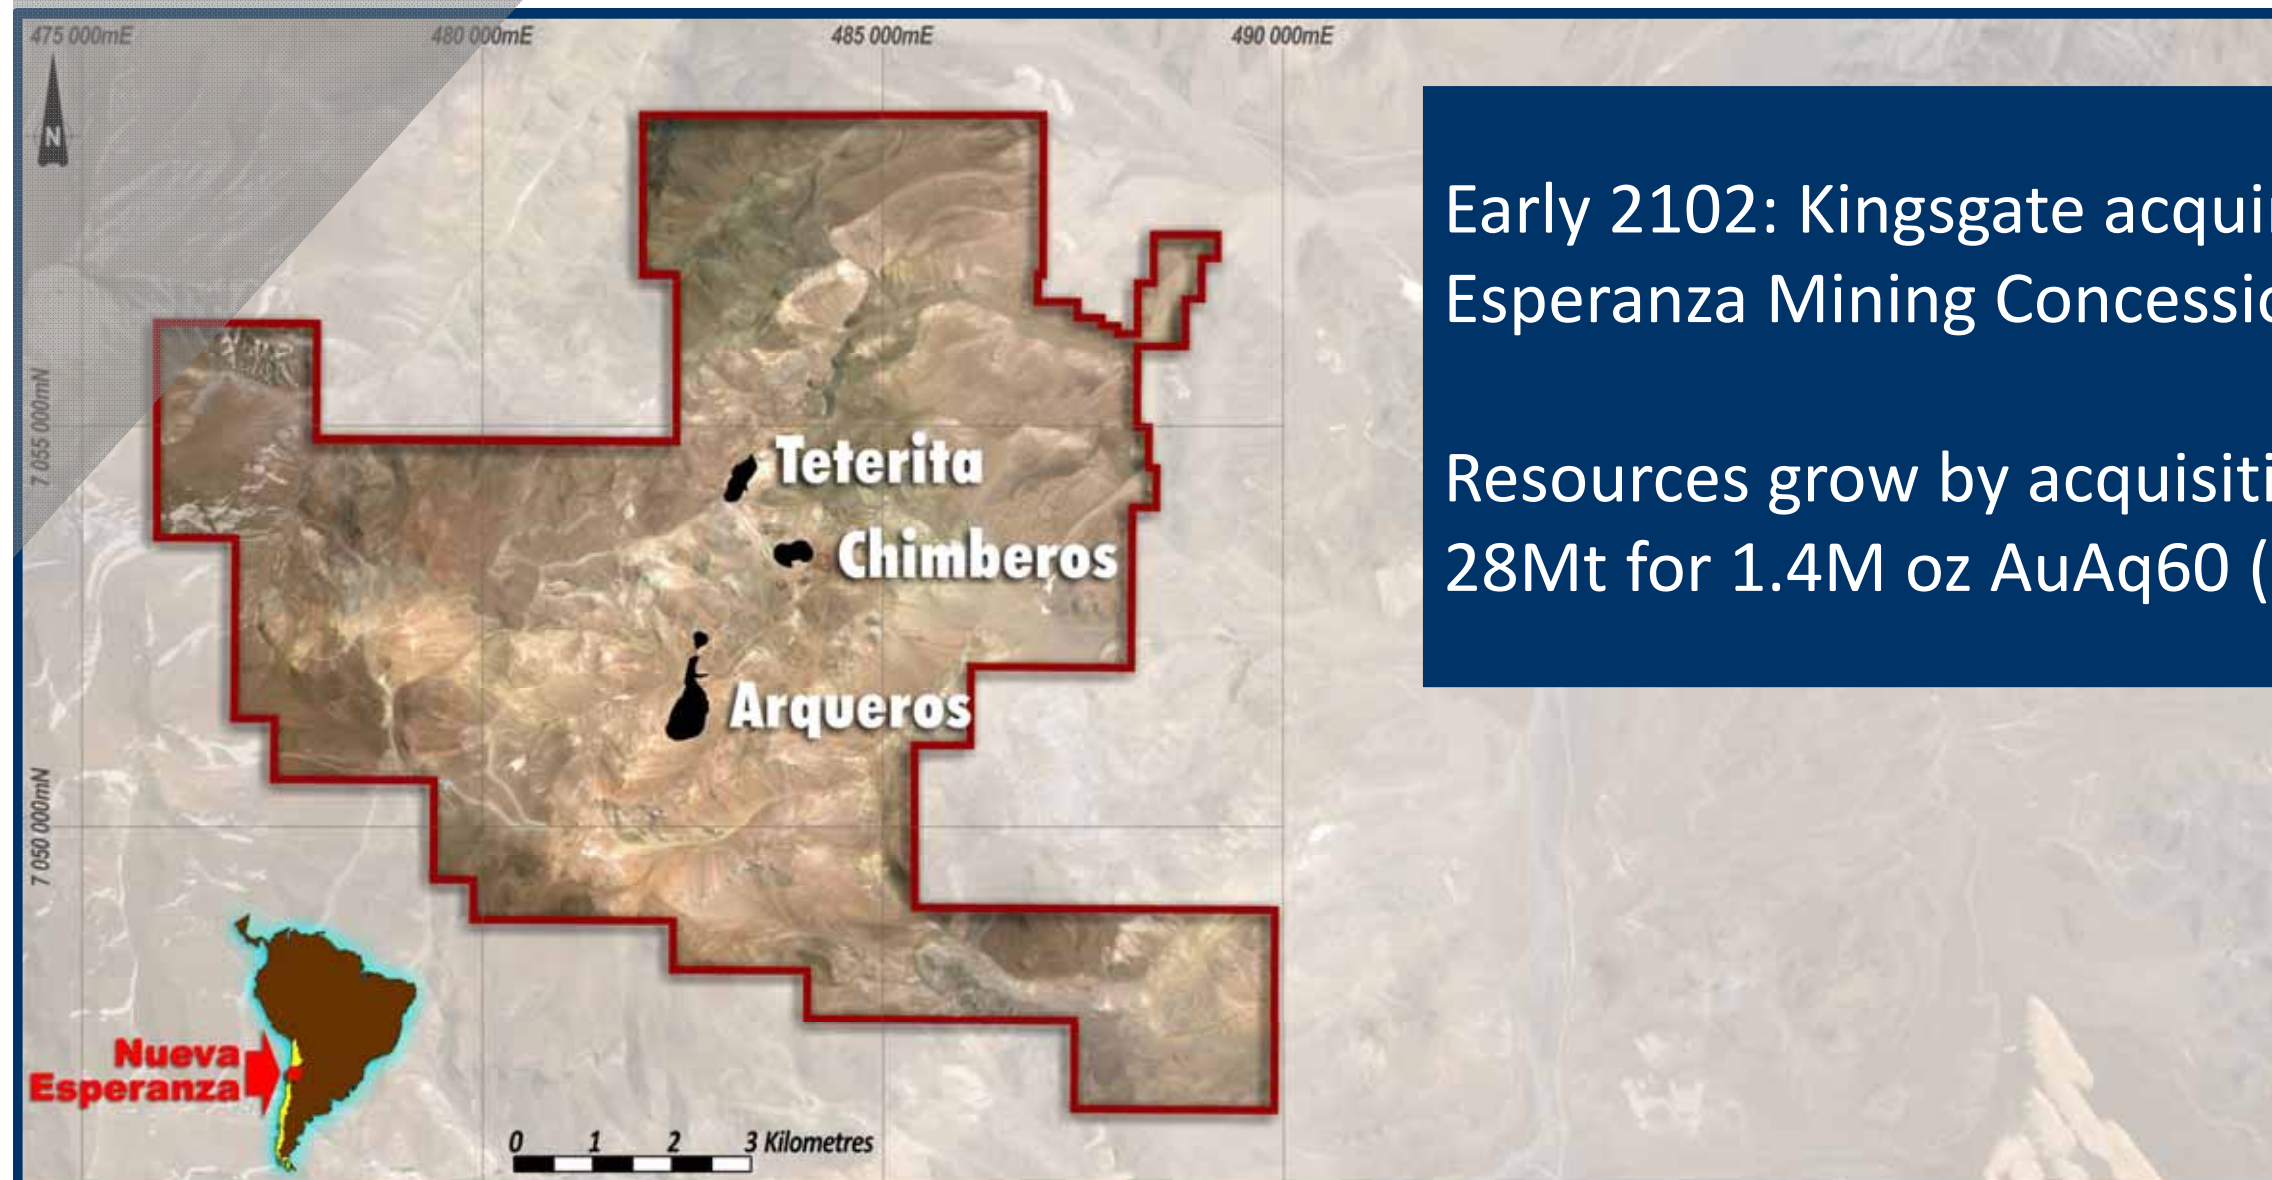 475 000mE 480 000mE 485 000mE 490 000mE
N
Early 2102: Kingsgate acquir
Esperanza Mining Concessio
7 055 000mN
Resources grow by acquisiti
28Mt for 1.4M oz AuAq60 (
Teterita
Chimberos
Arqueros
7 050 000mN
Nueva
Esperanza
0 1 2 3 Kilometres